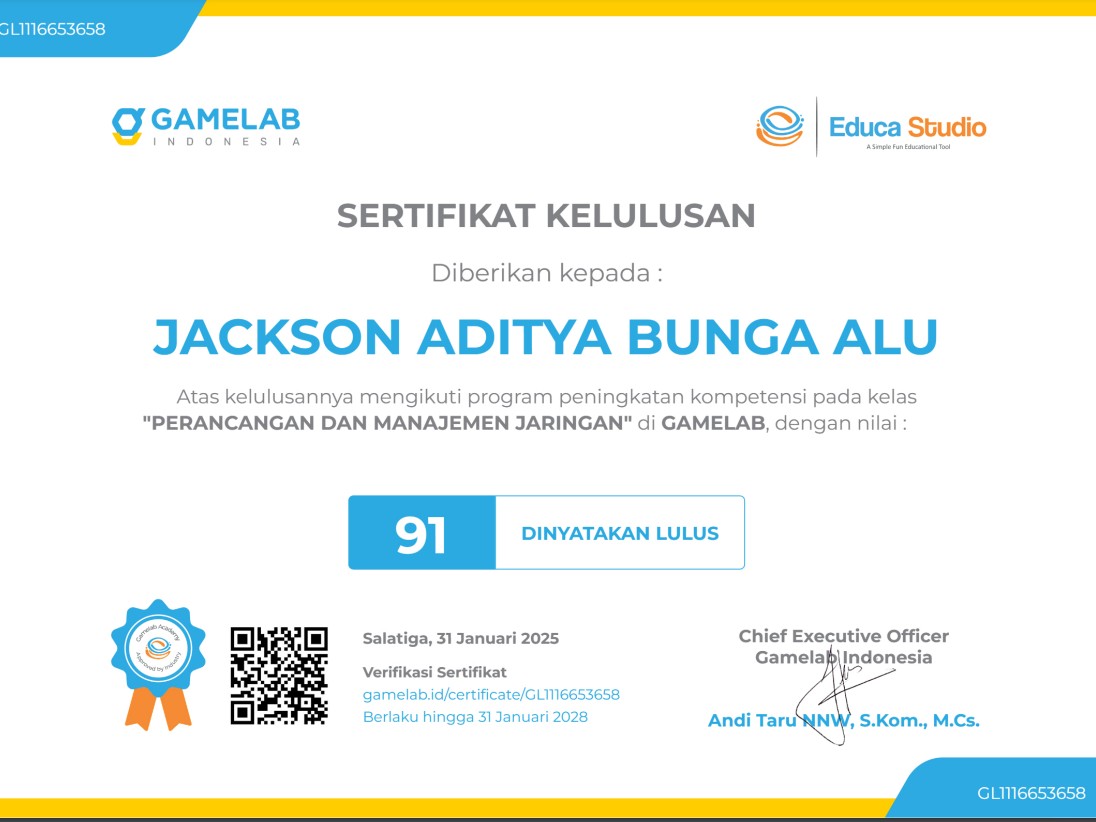 GL1116653658
GAMELAB
INDONESIA
Educa Studio
A Simple Fun Educational Tool
SERTIFIKAT KELULUSAN
Diberikan kepada :
JACKSON ADITYA BUNGA ALU
Atas kelulusannya mengikuti program peningkatan kompetensi pada kelas
"PERANCANGAN DAN MANAJEMEN JARINGAN" di GAMELAB, dengan nilai :
91
DINYATAKAN LULUS
Gamelab Academy
Approved by Industry
Salatiga, 31 Januari 2025
Verifikasi Sertifikat
gamelab.id/certificate/GL1116653658
Berlaku hingga 31 Januari 2028
Chief Executive Officer
Gamelab Indonesia
Andi Taru NNW, S.Kom., M.Cs.
GL1116653658